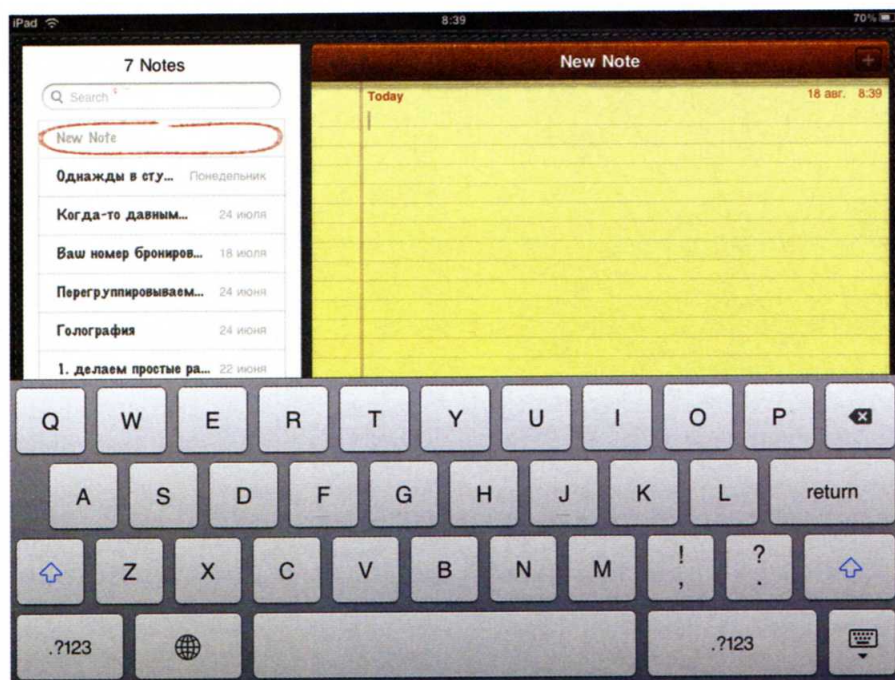 iPad 8:39 70%
7 Notes
Search
New Note
Однажды в сту... Понедельник
Когда-то давным... 24 июля
Ваш номер брониров... 18 июля
Перегруппировываем... 24 июня
Голография 24 июня
1. делаем простые ра... 22 июня
New Note
+
Today 18 авг. 8:39
Q W E R T Y U I O P
A S D F G H J K L return
Z X C V B N M ! , ? .
.?123 .?123